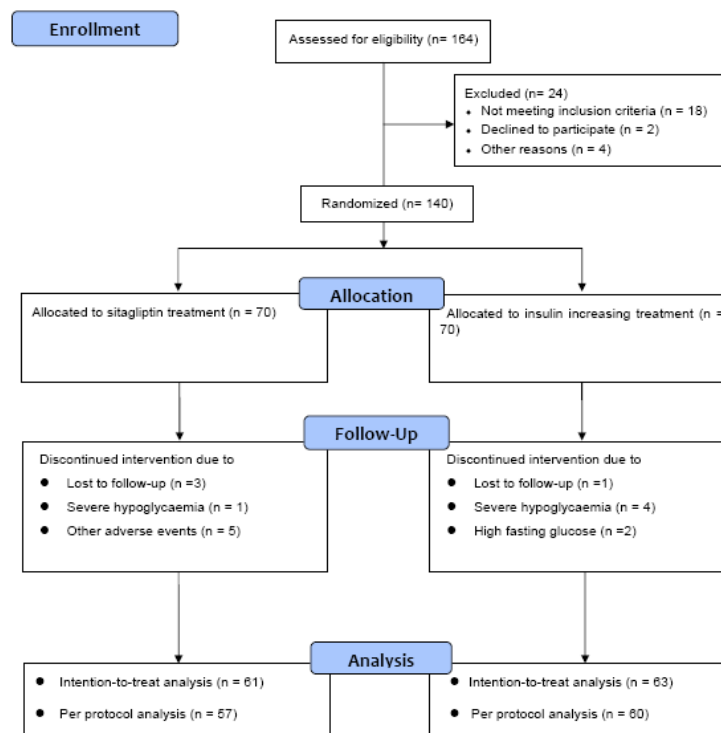 Enrollment
Assessed for eligibility (n= 164)
Excluded (n= 24)
• Not meeting inclusion criteria (n = 18)
• Declined to participate (n = 2)
• Other reasons (n = 4)
Randomized (n= 140)
Allocation
Allocated to sitagliptin treatment (n = 70)
Allocated to insulin increasing treatment (n =
70)
Follow-Up
Discontinued intervention due to
● Lost to follow-up (n =3)
● Severe hypoglycaemia (n = 1)
● Other adverse events (n = 5)
Discontinued intervention due to
● Lost to follow-up (n =1)
● Severe hypoglycaemia (n = 4)
● High fasting glucose (n =2)
Analysis
● Intention-to-treat analysis (n = 61)
● Per protocol analysis (n = 57)
● Intention-to-treat analysis (n = 63)
● Per protocol analysis (n = 60)